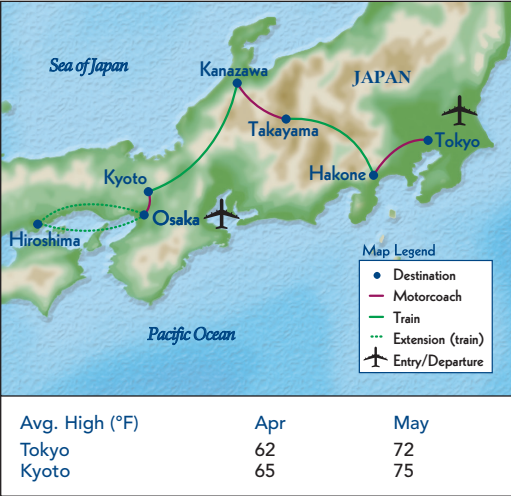 Sea of Japan
Kanazawa
JAPAN
Takayama
Tokyo
Hakone
Kyoto
Osaka
Hiroshima
Map Legend
Destination
Motorcoach
Train
Extension (train)
Entry/Departure
Pacific Ocean
Avg. High (°F) Apr May
Tokyo 62 72
Kyoto 65 75